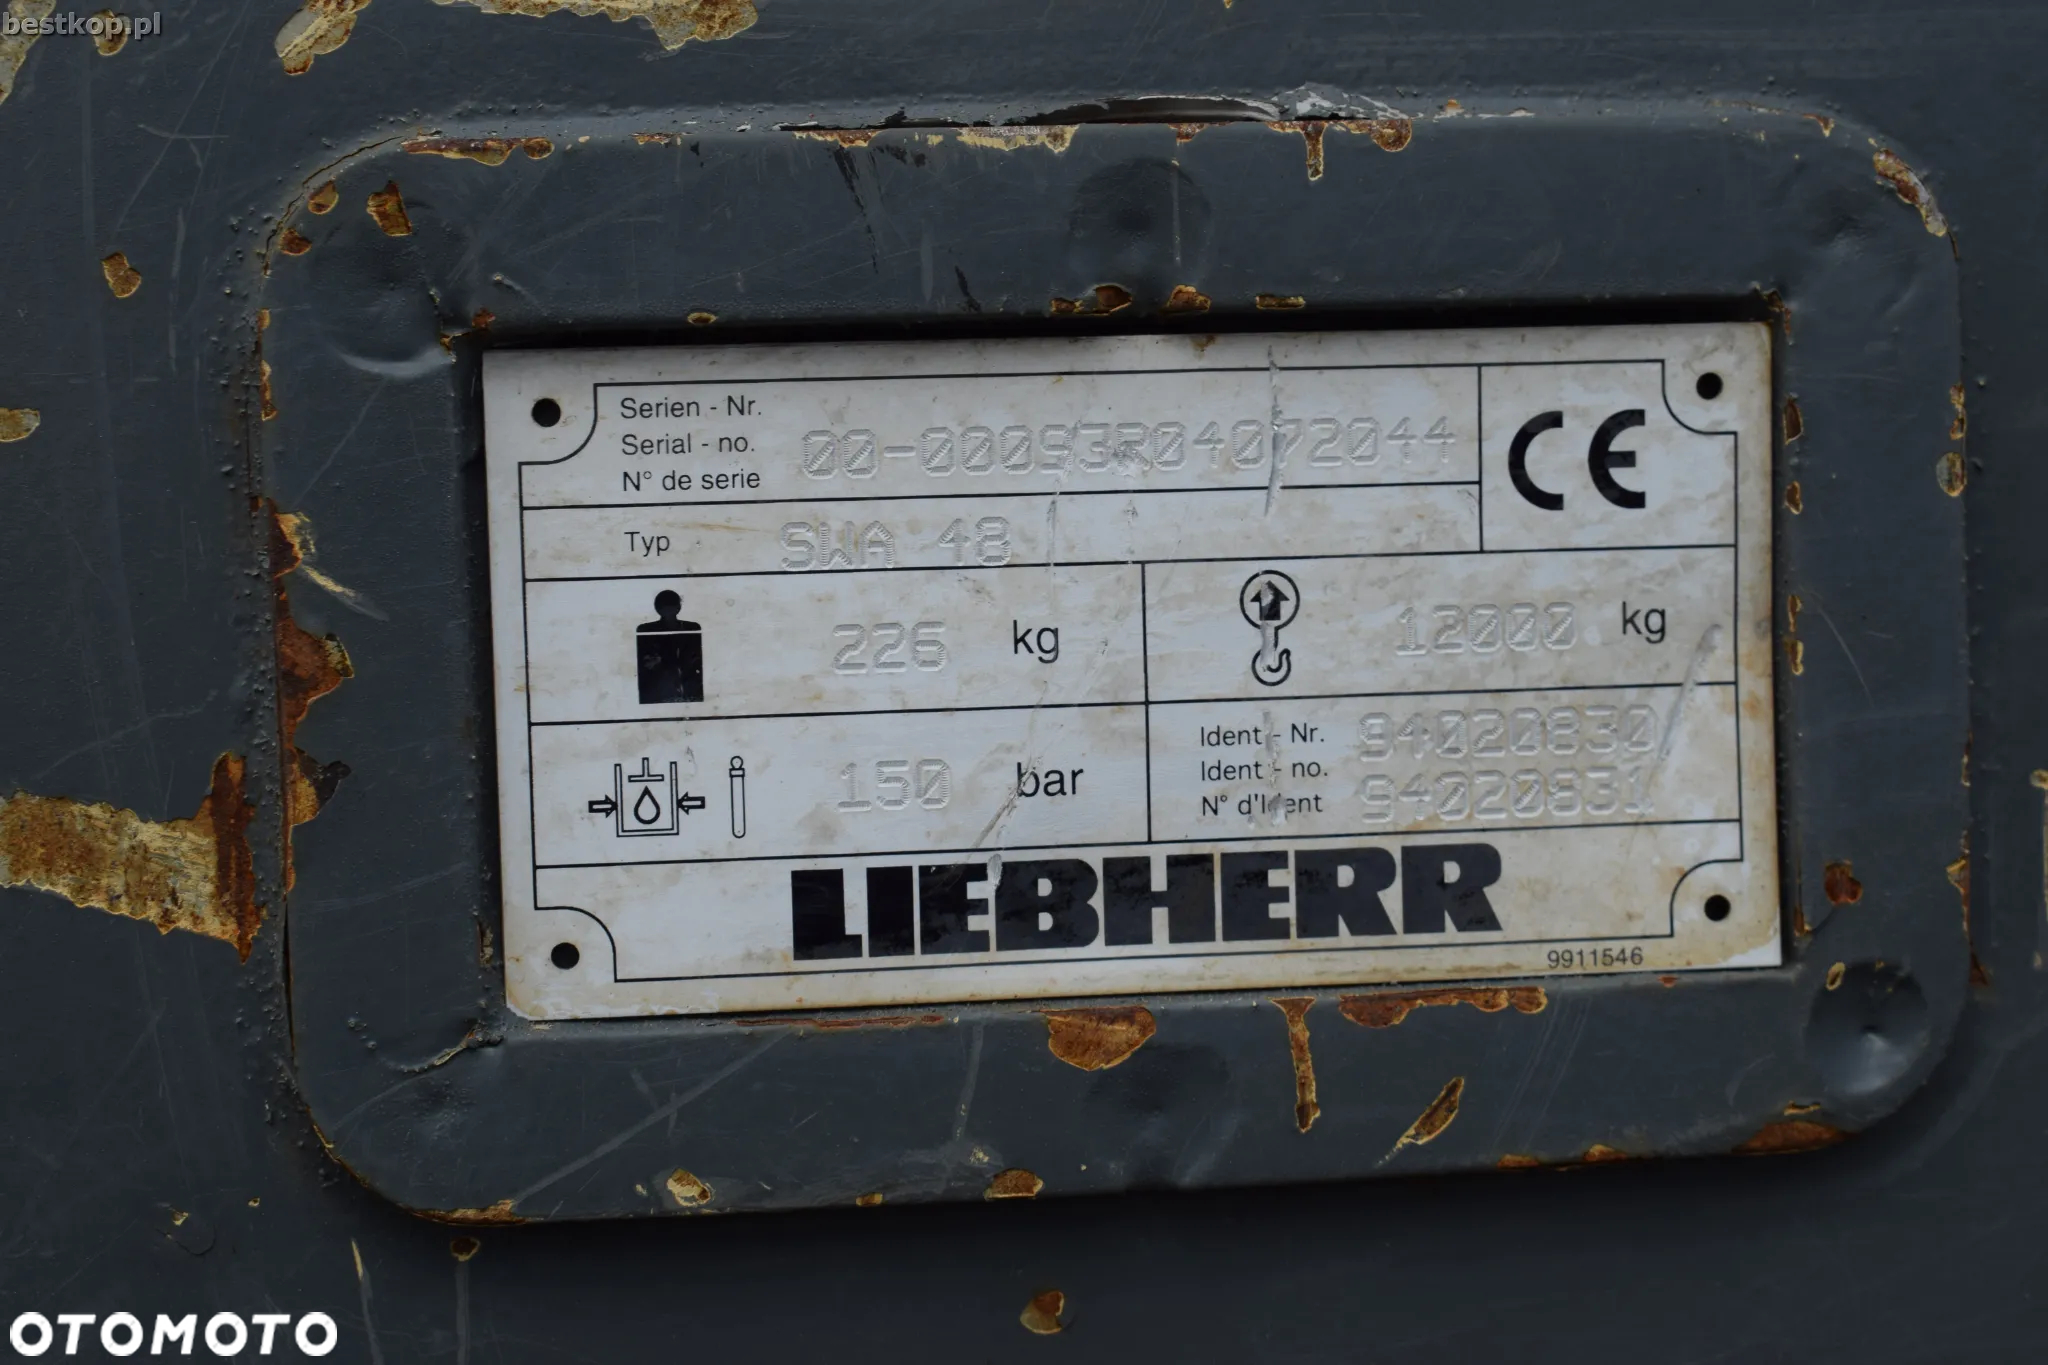 bestkop.pl
Serien - Nr.
Serial - no.
N° de serie
00-00093204072044
CE
Typ SWA 48
226 kg
12000 kg
150 bar
Ident - Nr. 94020830
Ident - no.
N° d'Ident 94020831
LIEBHERR
9911546
OTOMOTO